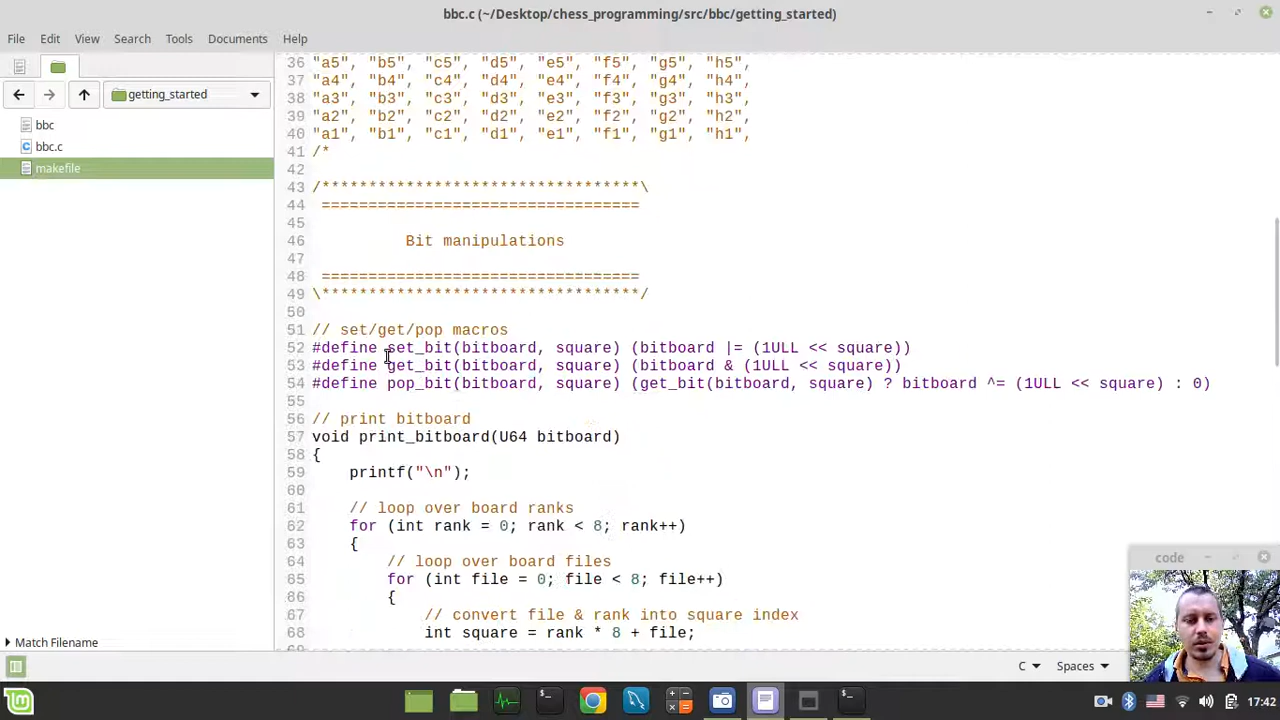 bbc.c (~/Desktop/chess_programming/src/bbc/getting_started)
File Edit View Search Tools Documents Help
getting_started
bbc
bbc.c
makefile
Match Filename
36 "a5", "b5", "c5", "d5", "e5", "f5", "g5", "h5",
37 "a4", "b4", "c4", "d4", "e4", "f4", "g4", "h4",
38 "a3", "b3", "c3", "d3", "e3", "f3", "g3", "h3",
39 "a2", "b2", "c2", "d2", "e2", "f2", "g2", "h2",
40 "a1", "b1", "c1", "d1", "e1", "f1", "g1", "h1",
41 /*
42
43 /**********************************\
44  ==================================
45
46           Bit manipulations
47
48  ==================================
49 \**********************************/
50
51 // set/get/pop macros
52 #define set_bit(bitboard, square) (bitboard |= (1ULL << square))
53 #define get_bit(bitboard, square) (bitboard & (1ULL << square))
54 #define pop_bit(bitboard, square) (get_bit(bitboard, square) ? bitboard ^= (1ULL << square) : 0)
55
56 // print bitboard
57 void print_bitboard(U64 bitboard)
58 {
59     printf("\n");
60
61     // loop over board ranks
62     for (int rank = 0; rank < 8; rank++)
63     {
64         // loop over board files
65         for (int file = 0; file < 8; file++)
66         {
67             // convert file & rank into square index
68             int square = rank * 8 + file;
code
C
Spaces
17:42